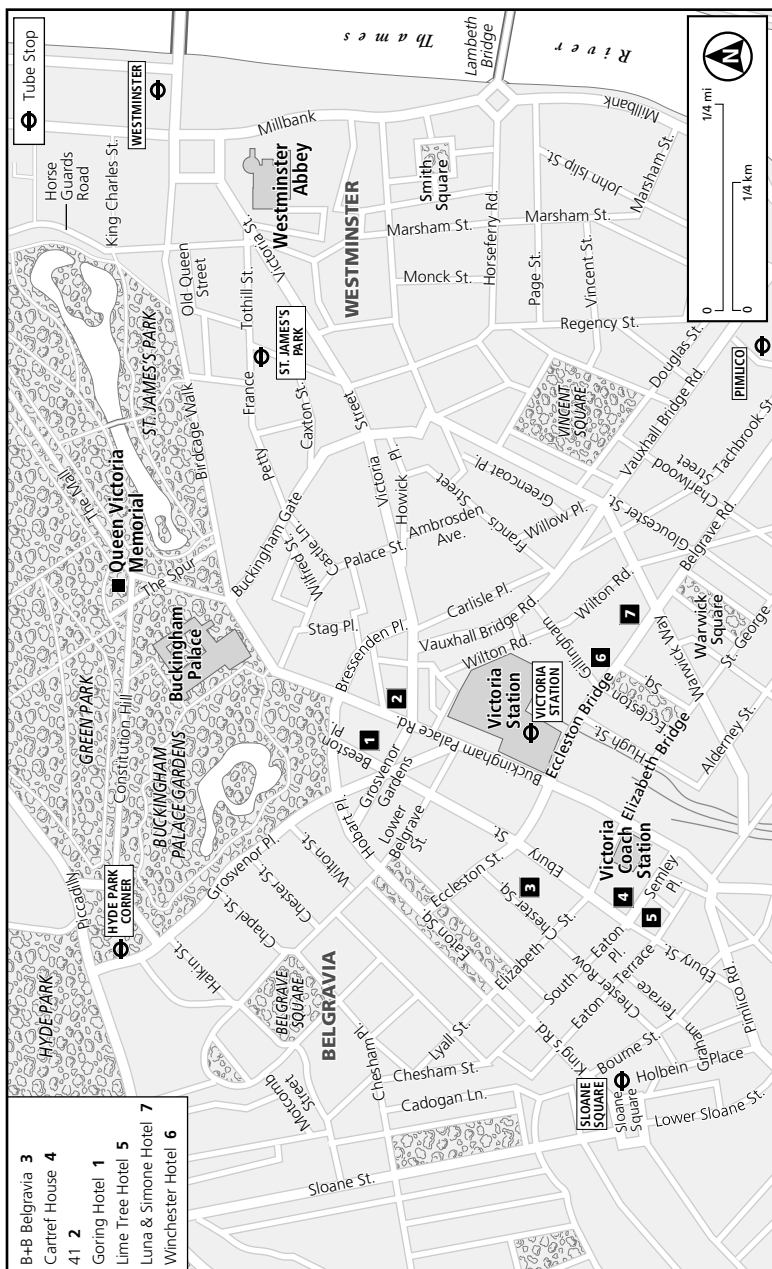 B+B Belgravia 3
Cartref House 4
41 2
Goring Hotel 1
Lime Tree Hotel 5
Luna & Simone Hotel 7
Winchester Hotel 6
Tube Stop
HYDE PARK
Piccadilly
HYDE PARK
CORNER
GREEN PARK
Constitution Hill
BUCKINGHAM
PALACE GARDENS
Buckingham
Palace
The Spur
Queen Victoria
Memorial
The Mall
ST. JAMES'S PARK
Birdcage Walk
Horse
Guards
Road
King Charles St.
WESTMINSTER
Old Queen
Street
Tothill St.
Victoria St.
Westminster
Abbey
WESTMINSTER
Millbank
River
Thames
Lambeth
Bridge
Millbank
Smith
Square
Marsham St.
Monck St.
Horseferry Rd.
Page St.
Vincent St.
Marsham St.
John Islip St.
Marsham St.
Regency St.
Douglas St.
VINCENT
SQUARE
ST. JAMES'S
PARK
Petty
France
Caxton St.
Buckingham Gate
Castle Ln.
Wilfred St.
Palace St.
Stag Pl.
Bressenden Pl.
Victoria
Street
Howick Pl.
Ambrosden
Ave.
Francis
Street
Greencoat Pl.
Willow Pl.
Carlisle Pl.
Vauxhall Bridge Rd.
Wilton Rd.
Gillingham
Wilton Rd.
Vauxhall Bridge Rd.
Gloucester St.
Charlwood
Street
Tachbrook St.
Belgrave Rd.
PIMLICO
Warwick Way
Warwick
Square
St. George
Eccleston
Sq.
Hugh St.
Alderney St.
Eccleston Bridge
Elizabeth Bridge
Victoria
Station
VICTORIA
STATION
Buckingham Palace Rd.
Beeston Pl.
Grosvenor
Gardens
Hobart Pl.
Lower
Belgrave
St.
Ebury
St.
Eccleston St.
Chester Sq.
Eaton Sq.
Elizabeth St.
South
Eaton
Pl.
Chester Row
Eaton Terrace
Victoria
Coach
Station
Semley
Pl.
Ebury St.
Pimlico Rd.
Graham
Terrace
Bourne St.
Holbein
Place
King's Rd.
SLOANE
SQUARE
Sloane
Square
Lower Sloane St.
Sloane St.
Cadogan Ln.
Chesham St.
Lyall St.
Chesham Pl.
BELGRAVIA
BELGRAVE
SQUARE
Motcomb
Street
Halkin St.
Chapel St.
Chester St.
Wilton St.
Grosvenor Pl.
1
2
3
4
5
6
7
N
0
1/4 mi
0
1/4 km